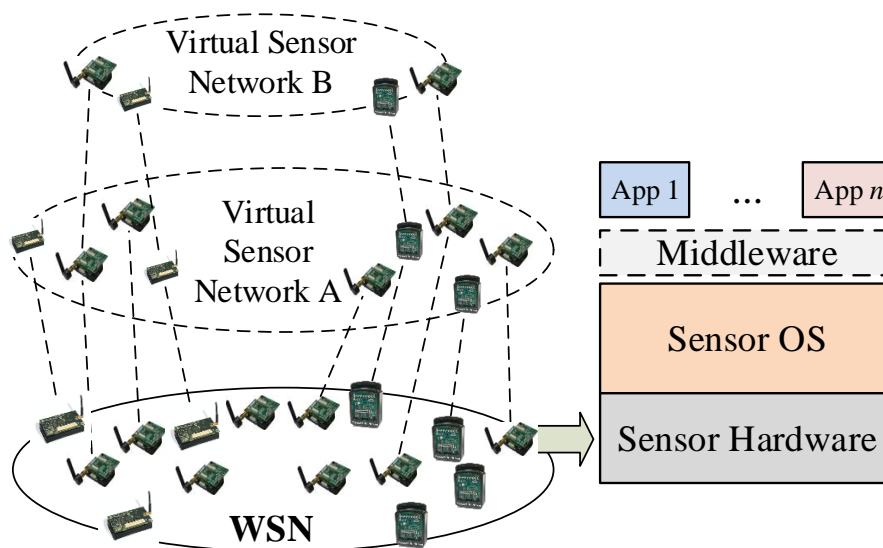 Virtual Sensor
Network B
Virtual
Sensor
Network A
WSN
App 1
...
App n
Middleware
Sensor OS
Sensor Hardware